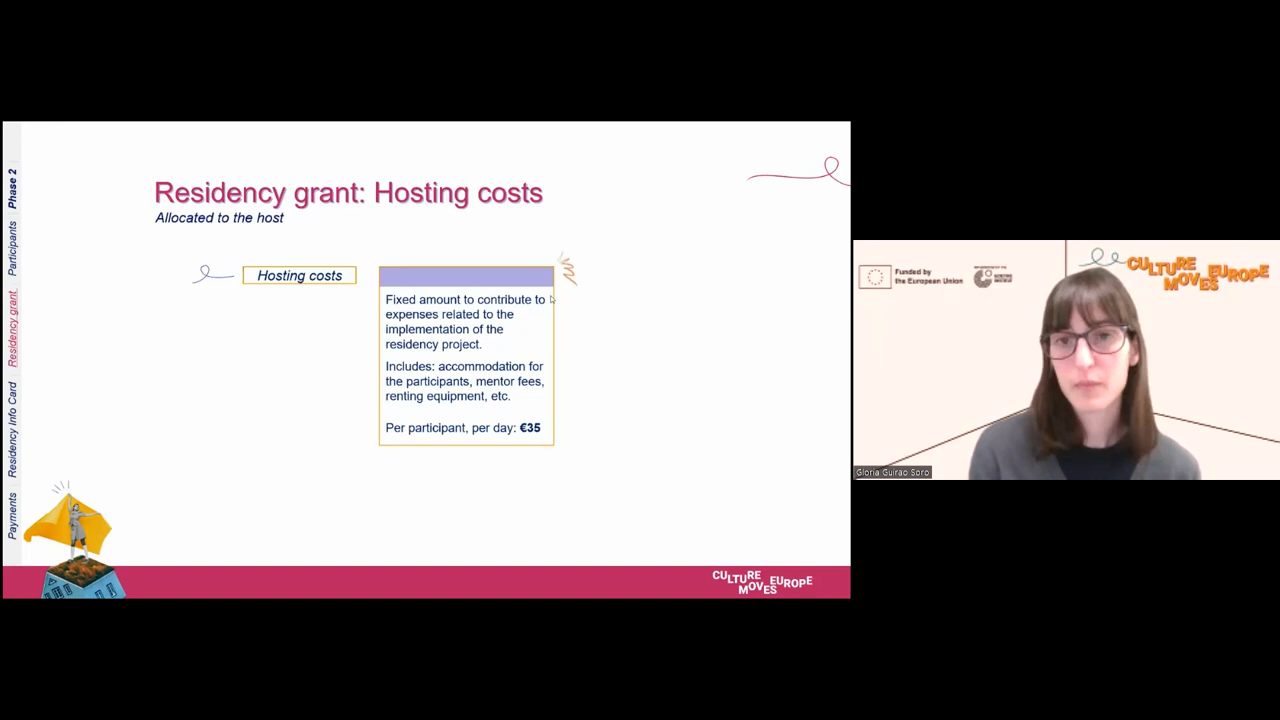 Residency grant: Hosting costs
Allocated to the host
Hosting costs
Fixed amount to contribute to
expenses related to the
implementation of the
residency project.
Includes: accommodation for
the participants, mentor fees,
renting equipment, etc.
Per participant, per day: €35
Phase 2
Participants
Residency grant
Residency Info Card
Payments
CULTURE
MOVES EUROPE
Funded by
the European Union
GOETHE
INSTITUT
CULTURE
MOVES EUROPE
Gloria Guirao Soro